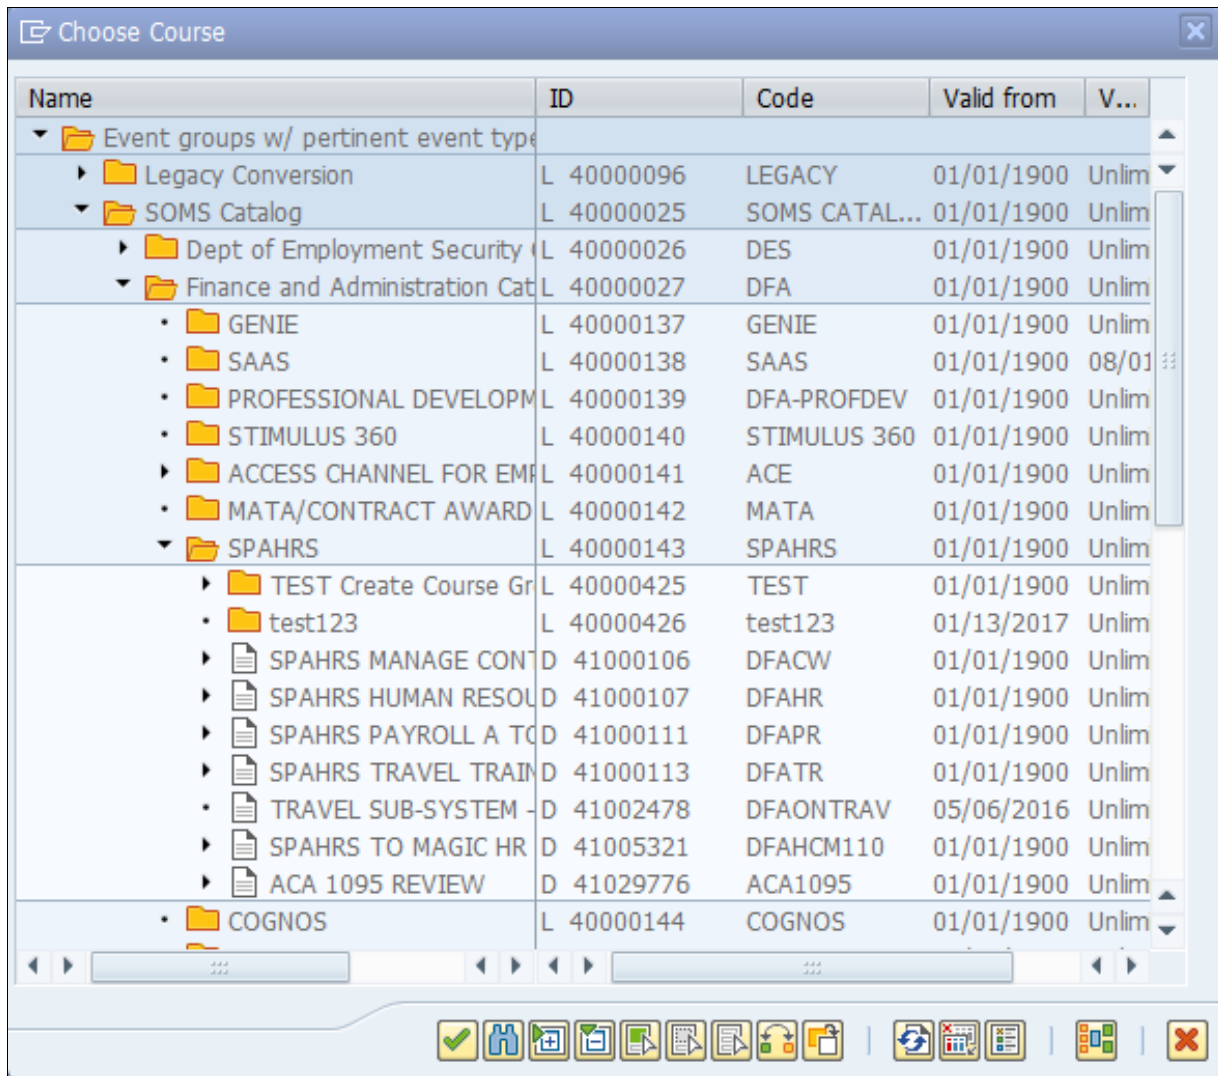 Choose Course
Name ID Code Valid from V...
Event groups w/ pertinent event type
Legacy Conversion L 40000096 LEGACY 01/01/1900 Unlim
SOMS Catalog L 40000025 SOMS CATAL... 01/01/1900 Unlim
Dept of Employment Security L 40000026 DES 01/01/1900 Unlim
Finance and Administration Cat L 40000027 DFA 01/01/1900 Unlim
GENIE L 40000137 GENIE 01/01/1900 Unlim
SAAS L 40000138 SAAS 01/01/1900 08/01
PROFESSIONAL DEVELOPM L 40000139 DFA-PROFDEV 01/01/1900 Unlim
STIMULUS 360 L 40000140 STIMULUS 360 01/01/1900 Unlim
ACCESS CHANNEL FOR EMP L 40000141 ACE 01/01/1900 Unlim
MATA/CONTRACT AWARD L 40000142 MATA 01/01/1900 Unlim
SPAHRS L 40000143 SPAHRS 01/01/1900 Unlim
TEST Create Course Gr L 40000425 TEST 01/01/1900 Unlim
test123 L 40000426 test123 01/13/2017 Unlim
SPAHRS MANAGE CONT D 41000106 DFACW 01/01/1900 Unlim
SPAHRS HUMAN RESOU D 41000107 DFAHR 01/01/1900 Unlim
SPAHRS PAYROLL A TO D 41000111 DFAPR 01/01/1900 Unlim
SPAHRS TRAVEL TRAIN D 41000113 DFATR 01/01/1900 Unlim
TRAVEL SUB-SYSTEM - D 41002478 DFAONTRAV 05/06/2016 Unlim
SPAHRS TO MAGIC HR D 41005321 DFAHCM110 01/01/1900 Unlim
ACA 1095 REVIEW D 41029776 ACA1095 01/01/1900 Unlim
COGNOS L 40000144 COGNOS 01/01/1900 Unlim